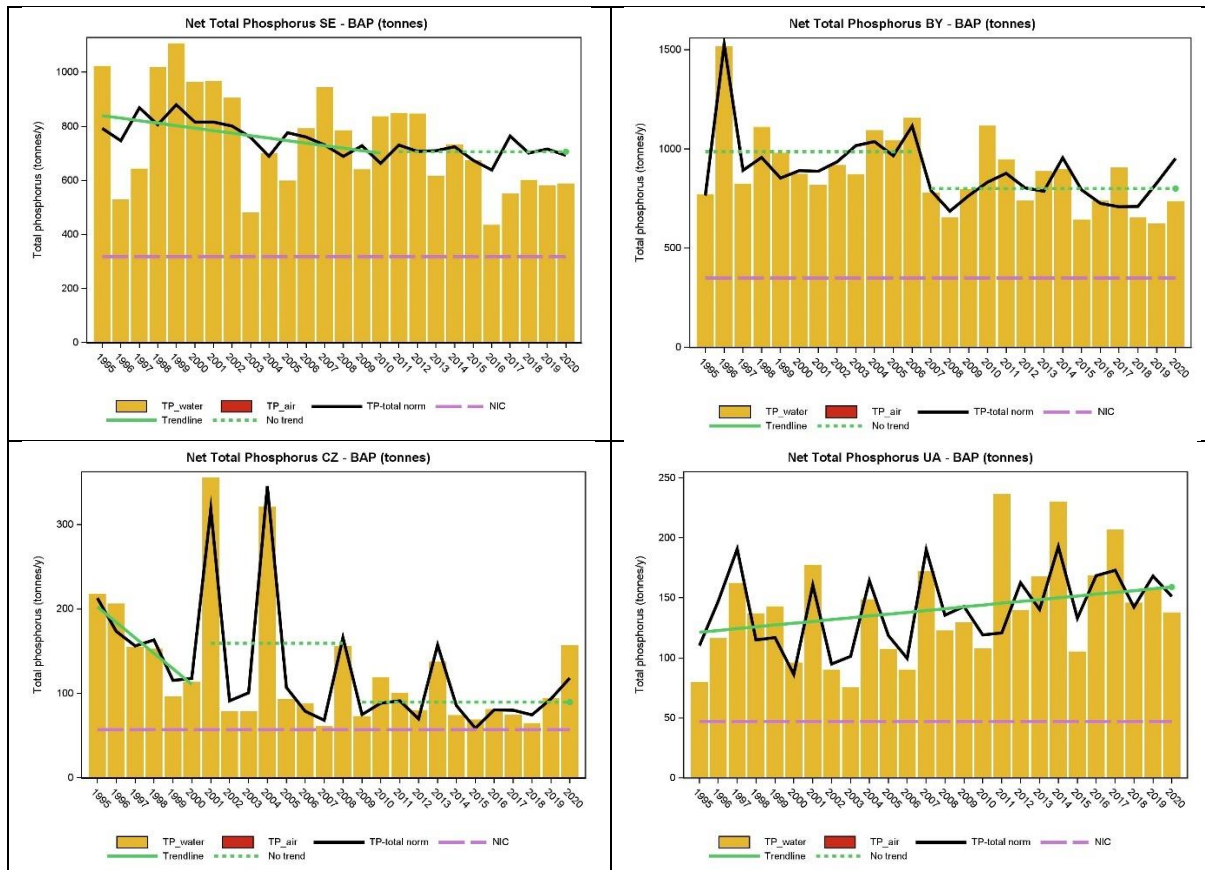 Net Total Phosphorus SE - BAP (tonnes)
Total phosphorus (tonnes/y)
1000
800
600
400
200
0
1995 1996 1997 1998 1999 2000 2001 2002 2003 2004 2005 2006 2007 2008 2009 2010 2011 2012 2013 2014 2015 2016 2017 2018 2019 2020
TP_water TP_air TP-total norm NIC
Trendline No trend
Net Total Phosphorus BY - BAP (tonnes)
Total phosphorus (tonnes/y)
1500
1000
500
0
1995 1996 1997 1998 1999 2000 2001 2002 2003 2004 2005 2006 2007 2008 2009 2010 2011 2012 2013 2014 2015 2016 2017 2018 2019 2020
TP_water TP_air TP-total norm NIC
Trendline No trend
Net Total Phosphorus CZ - BAP (tonnes)
Total phosphorus (tonnes/y)
300
200
100
0
1995 1996 1997 1998 1999 2000 2001 2002 2003 2004 2005 2006 2007 2008 2009 2010 2011 2012 2013 2014 2015 2016 2017 2018 2019 2020
TP_water TP_air TP-total norm NIC
Trendline No trend
Net Total Phosphorus UA - BAP (tonnes)
Total phosphorus (tonnes/y)
250
200
150
100
50
0
1995 1996 1997 1998 1999 2000 2001 2002 2003 2004 2005 2006 2007 2008 2009 2010 2011 2012 2013 2014 2015 2016 2017 2018 2019 2020
TP_water TP_air TP-total norm NIC
Trendline No trend